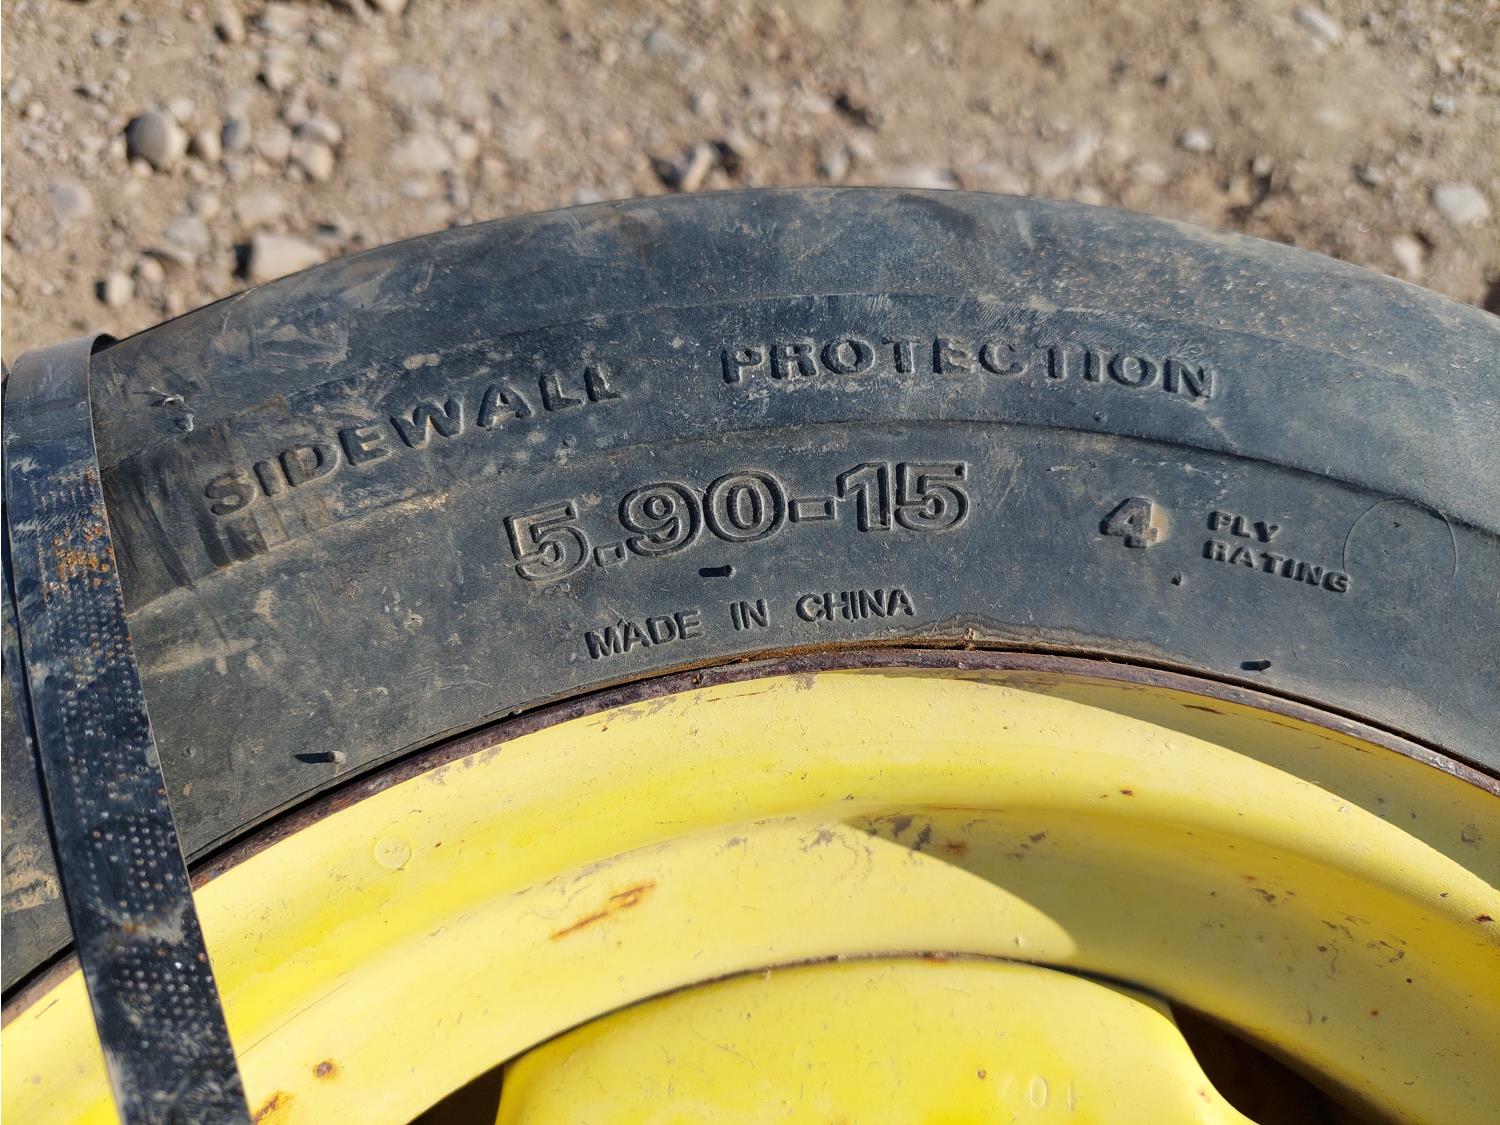 SIDEWALL PROTECTION
5.90-15
4 PLY
RATING
MADE IN CHINA